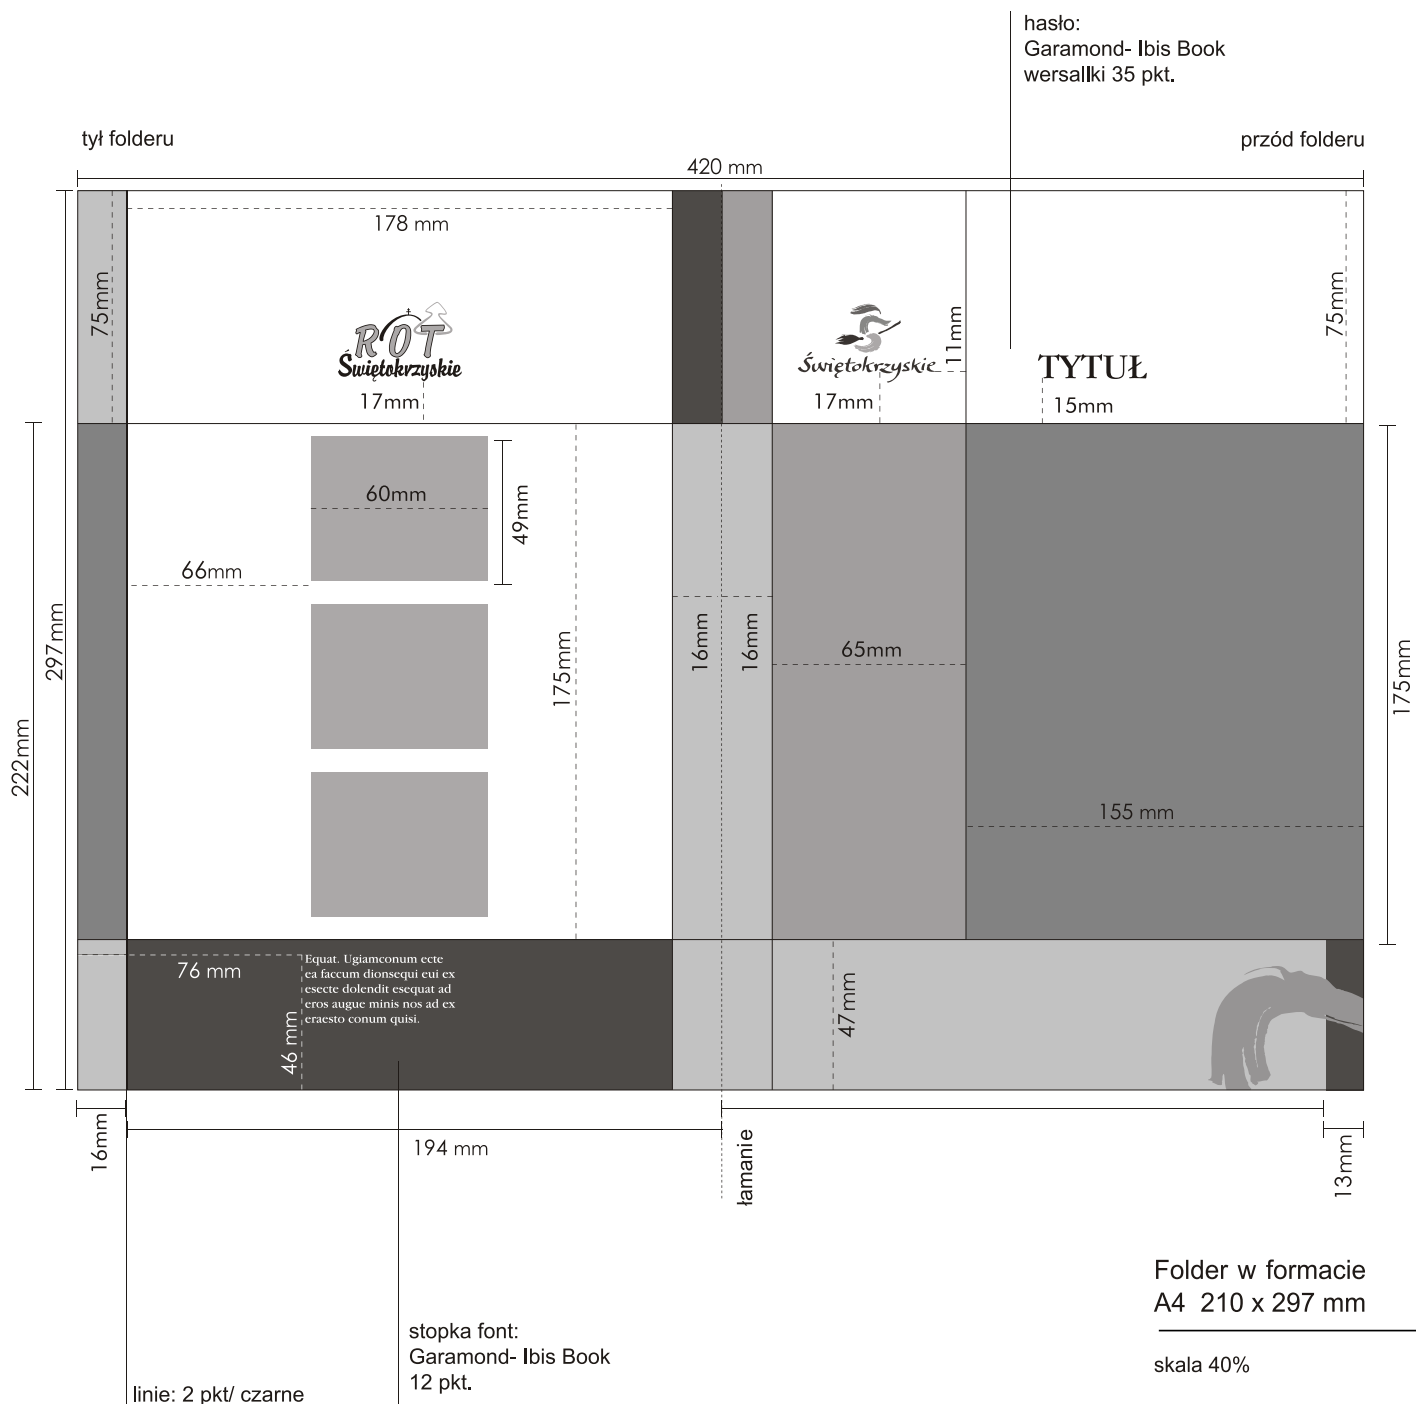 hasło:
Garamond- Ibis Book
wersallki 35 pkt.
tył folderu
przód folderu
420 mm
178 mm
75mm
75mm
ROT
Świętokrzyskie
17mm
Świętokrzyskie
11mm
17mm
TYTUŁ
15mm
60mm
49mm
66mm
297mm
222mm
175mm
16mm
16mm
65mm
175mm
155 mm
76 mm
46 mm
Equat. Ugiamconum ecte
ea faccum dionsequi eui ex
esecte dolendit esequat ad
eros augue minis nos ad ex
eraesto conum quisi.
47mm
16mm
194 mm
łamanie
13mm
Folder w formacie
A4 210 x 297 mm
skala 40%
stopka font:
Garamond- Ibis Book
12 pkt.
linie: 2 pkt/ czarne